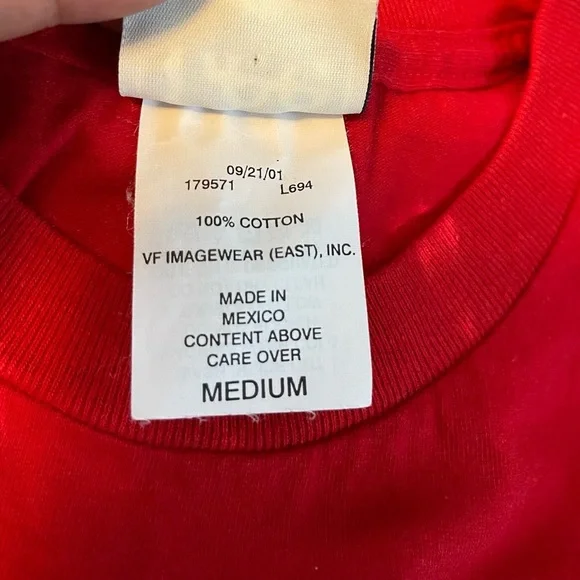 09/21/01
179571 L694
100% COTTON
VF IMAGEWEAR (EAST), INC.
MADE IN
MEXICO
CONTENT ABOVE
CARE OVER
MEDIUM